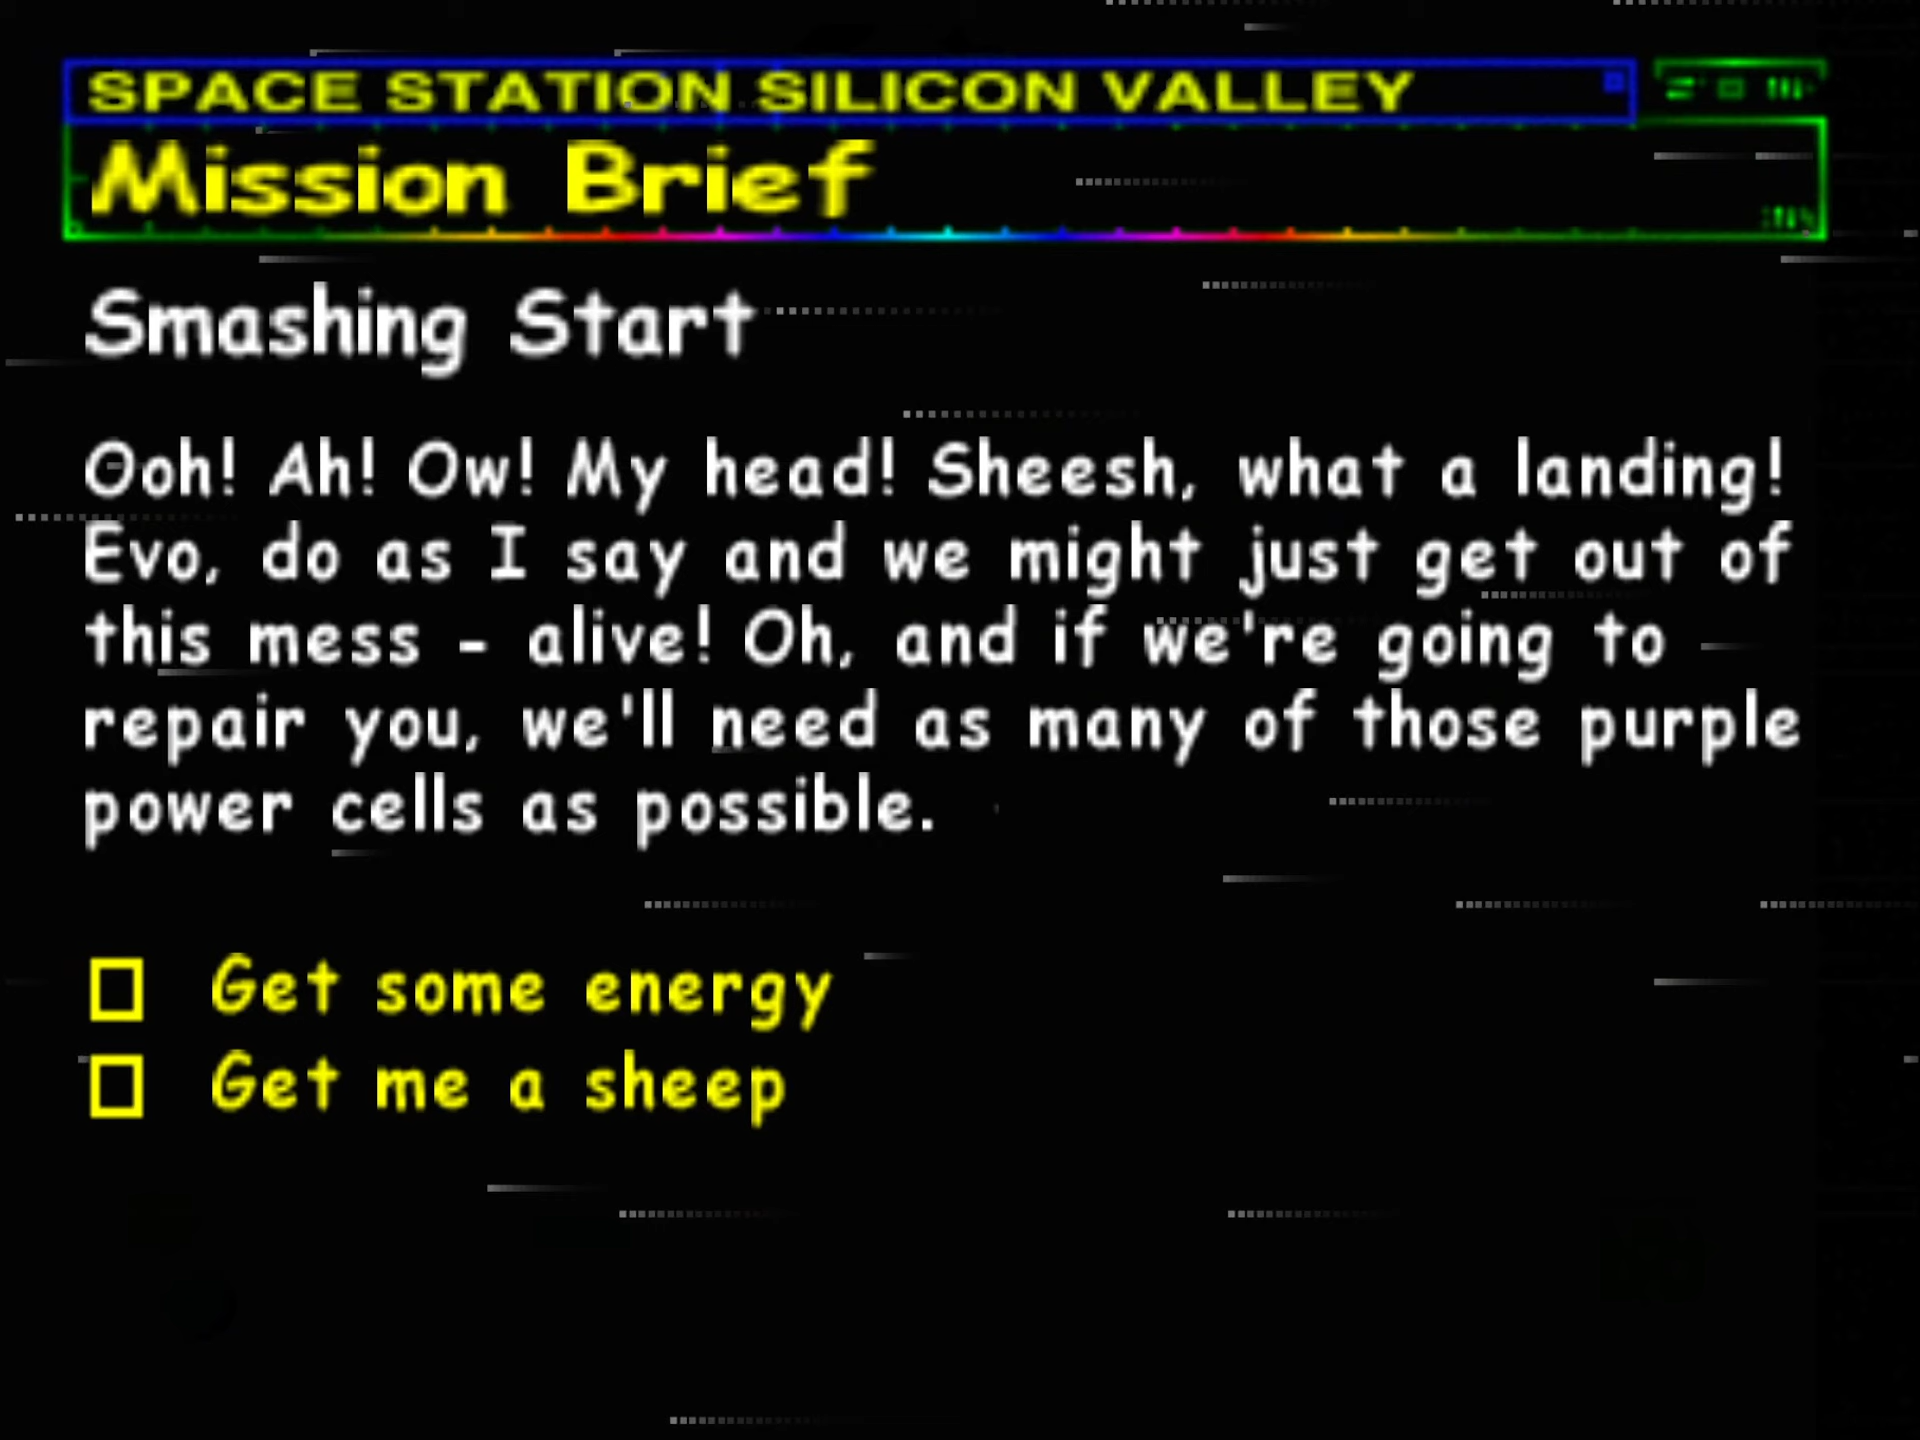 SPACE STATION SILICON VALLEY
Mission Brief
Smashing Start
Ooh! Ah! Ow! My head! Sheesh, what a landing!
Evo, do as I say and we might just get out of
this mess - alive! Oh, and if we're going to
repair you, we'll need as many of those purple
power cells as possible.
Get some energy
Get me a sheep